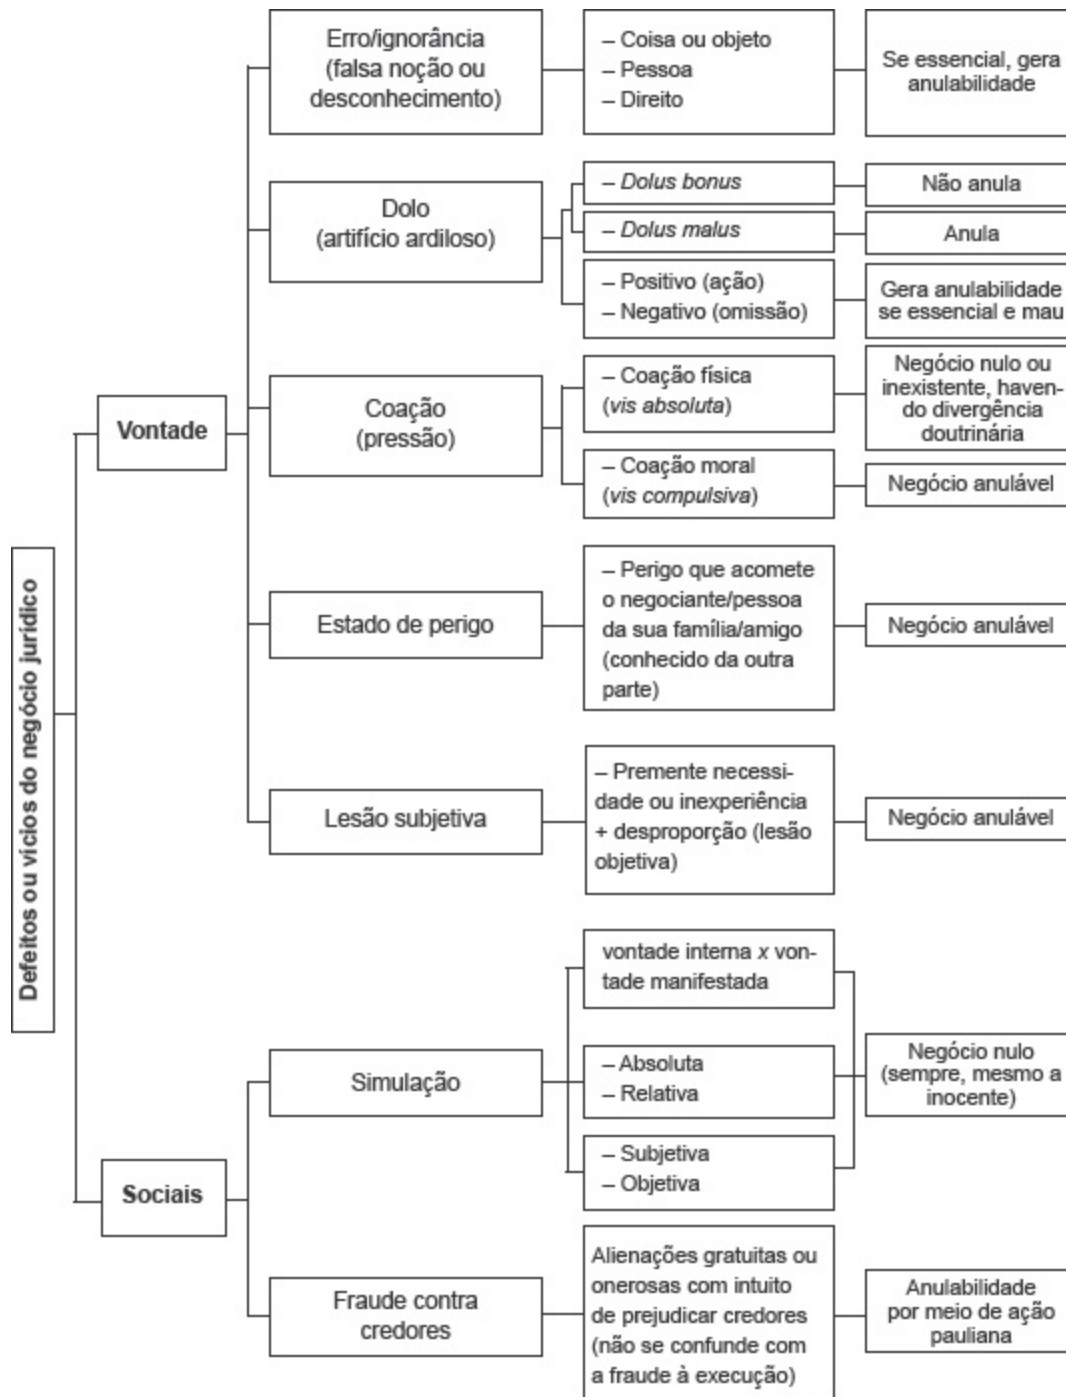 Defeitos ou vícios do negócio jurídico
Vontade
Erro/ignorância
(falsa noção ou
desconhecimento)
– Coisa ou objeto
– Pessoa
– Direito
Se essencial, gera
anulabilidade
Dolo
(artifício ardiloso)
– Dolus bonus
Não anula
– Dolus malus
Anula
– Positivo (ação)
– Negativo (omissão)
Gera anulabilidade
se essencial e mau
Coação
(pressão)
– Coação física
(vis absoluta)
Negócio nulo ou
inexistente, haven-
do divergência
doutrinária
– Coação moral
(vis compulsiva)
Negócio anulável
Estado de perigo
– Perigo que acomete
o negociante/pessoa
da sua família/amigo
(conhecido da outra
parte)
Negócio anulável
Lesão subjetiva
– Premente necessi-
dade ou inexperiência
+ desproporção (lesão
objetiva)
Negócio anulável
Sociais
Simulação
vontade interna x von-
tade manifestada
– Absoluta
– Relativa
– Subjetiva
– Objetiva
Negócio nulo
(sempre, mesmo a
inocente)
Fraude contra
credores
Alienações gratuitas ou
onerosas com intuito
de prejudicar credores
(não se confunde com
a fraude à execução)
Anulabilidade
por meio de ação
pauliana